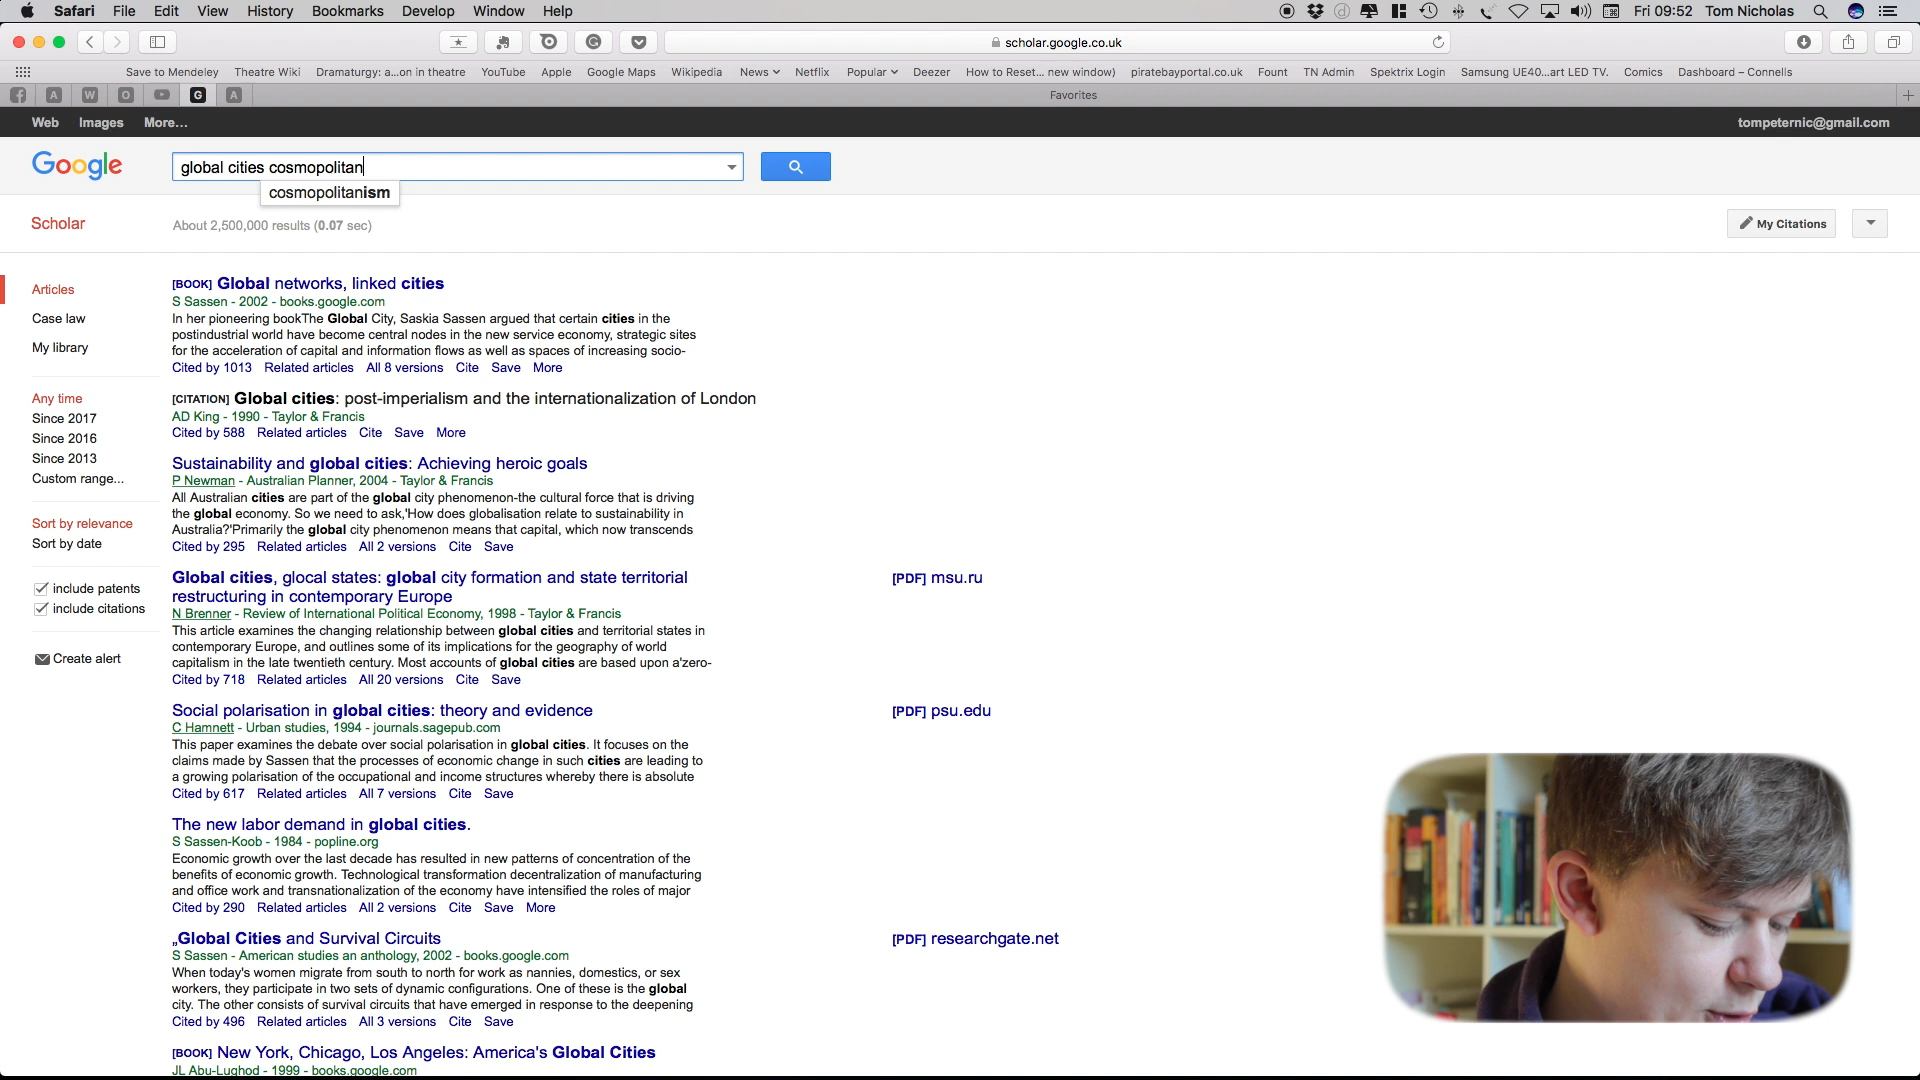 Safari File Edit View History Bookmarks Develop Window Help Fri 09:52 Tom Nicholas
scholar.google.co.uk
Save to Mendeley Theatre Wiki Dramaturgy: a...on in theatre YouTube Apple Google Maps Wikipedia News Netflix Popular Deezer How to Reset... new window) piratebayportal.co.uk Fount TN Admin Spektrix Login Samsung UE40...art LED TV. Comics Dashboard – Connells
A W O G A Favorites
Web Images More... tompeternic@gmail.com
Google global cities cosmopolitan
cosmopolitanism
Scholar About 2,500,000 results (0.07 sec) My Citations
Articles
Case law
My library
Any time
Since 2017
Since 2016
Since 2013
Custom range...
Sort by relevance
Sort by date
include patents
include citations
Create alert
[BOOK] Global networks, linked cities
S Sassen - 2002 - books.google.com
In her pioneering bookThe Global City, Saskia Sassen argued that certain cities in the
postindustrial world have become central nodes in the new service economy, strategic sites
for the acceleration of capital and information flows as well as spaces of increasing socio-
Cited by 1013 Related articles All 8 versions Cite Save More
[CITATION] Global cities: post-imperialism and the internationalization of London
AD King - 1990 - Taylor & Francis
Cited by 588 Related articles Cite Save More
Sustainability and global cities: Achieving heroic goals
P Newman - Australian Planner, 2004 - Taylor & Francis
All Australian cities are part of the global city phenomenon-the cultural force that is driving
the global economy. So we need to ask,'How does globalisation relate to sustainability in
Australia?'Primarily the global city phenomenon means that capital, which now transcends
Cited by 295 Related articles All 2 versions Cite Save
Global cities, glocal states: global city formation and state territorial
restructuring in contemporary Europe
[PDF] msu.ru
N Brenner - Review of International Political Economy, 1998 - Taylor & Francis
This article examines the changing relationship between global cities and territorial states in
contemporary Europe, and outlines some of its implications for the geography of world
capitalism in the late twentieth century. Most accounts of global cities are based upon a'zero-
Cited by 718 Related articles All 20 versions Cite Save
Social polarisation in global cities: theory and evidence
[PDF] psu.edu
C Hamnett - Urban studies, 1994 - journals.sagepub.com
This paper examines the debate over social polarisation in global cities. It focuses on the
claims made by Sassen that the processes of economic change in such cities are leading to
a growing polarisation of the occupational and income structures whereby there is absolute
Cited by 617 Related articles All 7 versions Cite Save
The new labor demand in global cities.
S Sassen-Koob - 1984 - popline.org
Economic growth over the last decade has resulted in new patterns of concentration of the
benefits of economic growth. Technological transformation decentralization of manufacturing
and office work and transnationalization of the economy have intensified the roles of major
Cited by 290 Related articles All 2 versions Cite Save More
„Global Cities and Survival Circuits
[PDF] researchgate.net
S Sassen - American studies an anthology, 2002 - books.google.com
When today's women migrate from south to north for work as nannies, domestics, or sex
workers, they participate in two sets of dynamic configurations. One of these is the global
city. The other consists of survival circuits that have emerged in response to the deepening
Cited by 496 Related articles All 3 versions Cite Save
[BOOK] New York, Chicago, Los Angeles: America's Global Cities
JL Abu-Lughod - 1999 - books.google.com